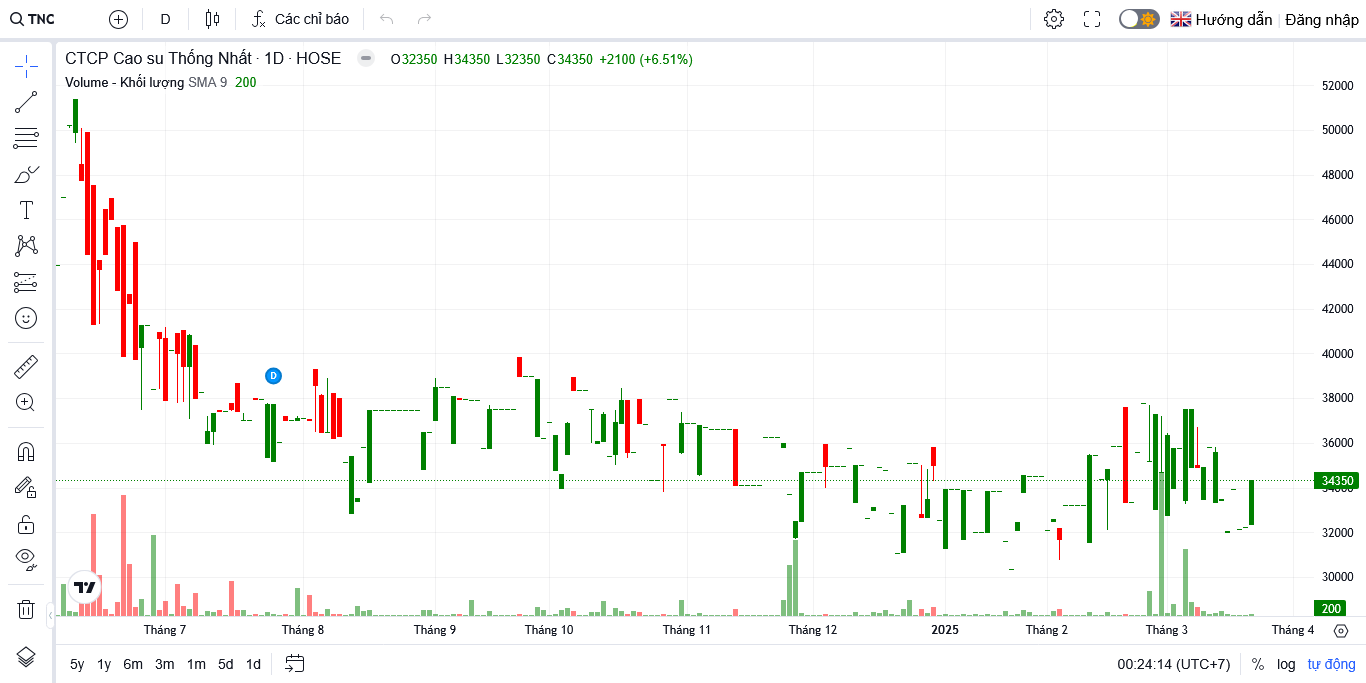 TNC D Các chỉ báo Hướng dẫn Đăng nhập
CTCP Cao su Thống Nhất · 1D · HOSE O32350 H34350 L32350 C34350 +2100 (+6.51%)
Volume - Khối lượng SMA 9 200
52000
50000
48000
46000
44000
42000
40000
D
38000
36000
34350
32000
30000
200
Tháng 7 Tháng 8 Tháng 9 Tháng 10 Tháng 11 Tháng 12 2025 Tháng 2 Tháng 3 Tháng 4
5y 1y 6m 3m 1m 5d 1d 00:24:14 (UTC+7) % log tự động